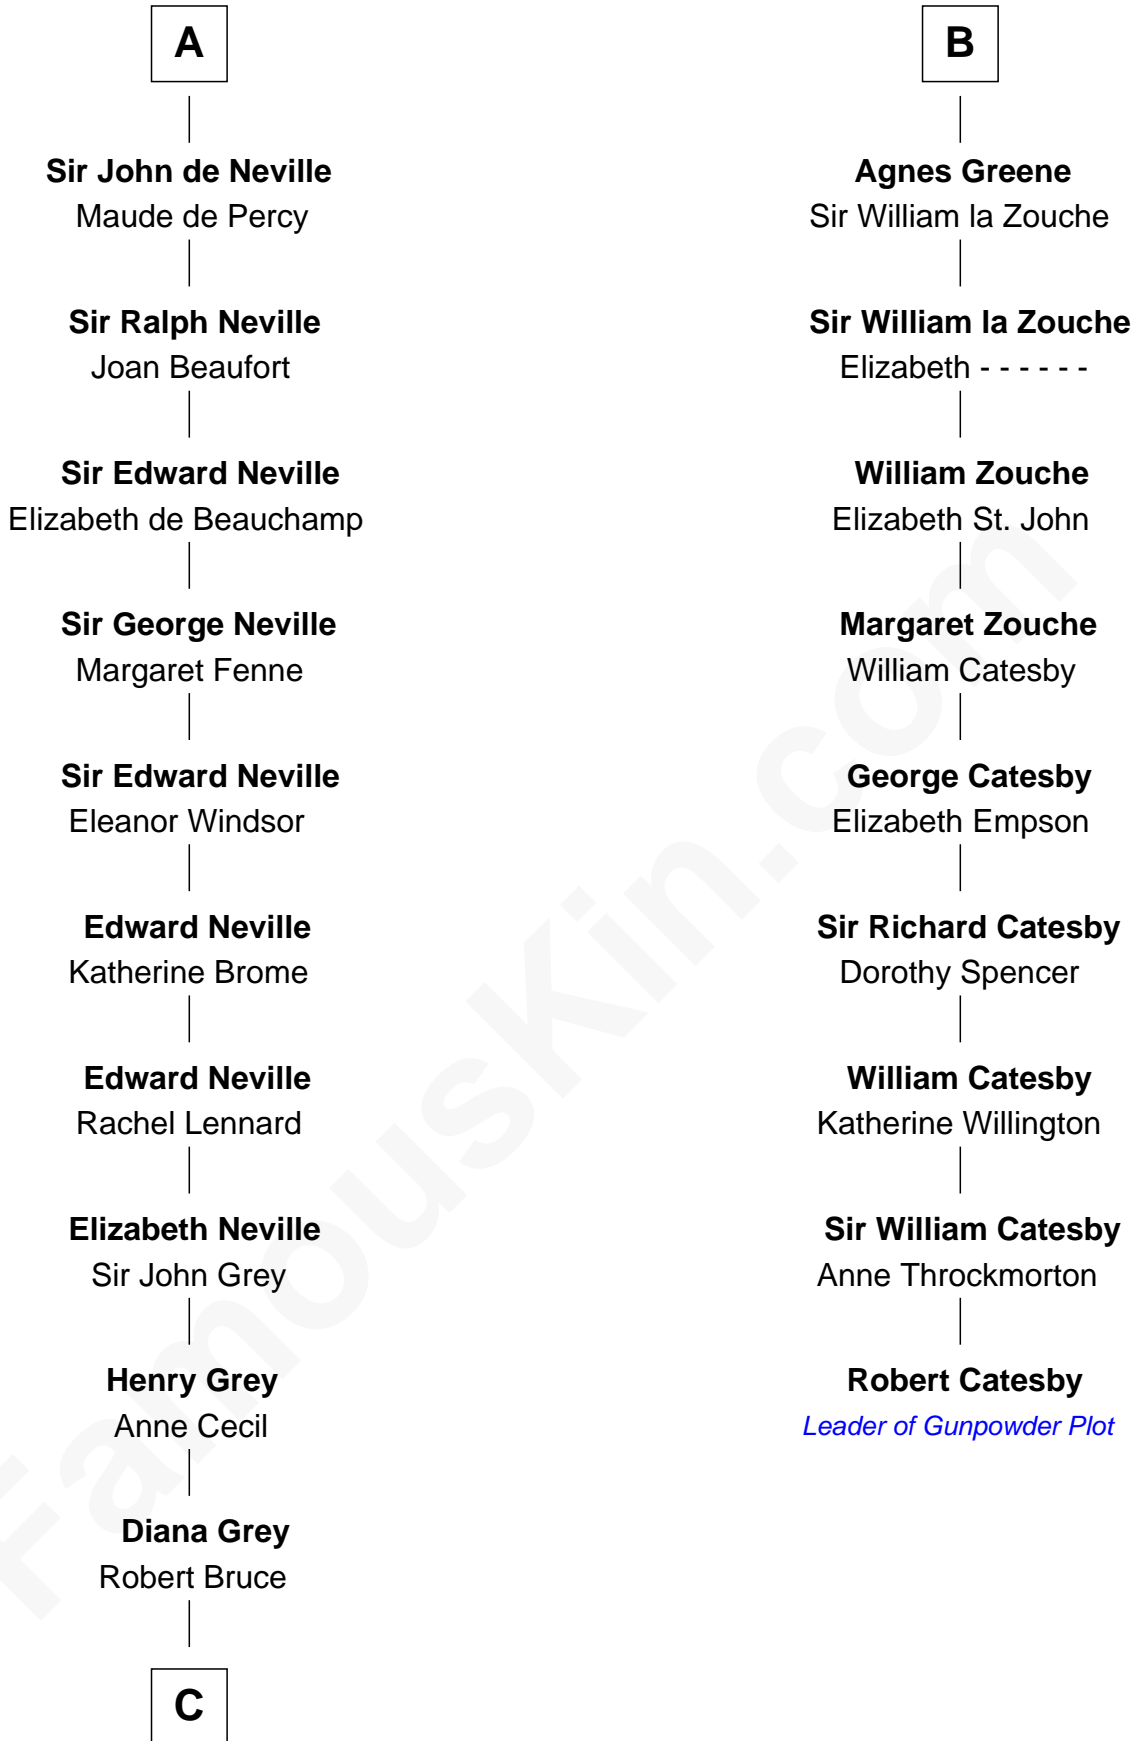 A
Sir John de Neville
Maude de Percy
Sir Ralph Neville
Joan Beaufort
Sir Edward Neville
Elizabeth de Beauchamp
Sir George Neville
Margaret Fenne
Sir Edward Neville
Eleanor Windsor
Edward Neville
Katherine Brome
Edward Neville
Rachel Lennard
Elizabeth Neville
Sir John Grey
Henry Grey
Anne Cecil
Diana Grey
Robert Bruce
C
B
Agnes Greene
Sir William la Zouche
Sir William la Zouche
Elizabeth - - - - - -
William Zouche
Elizabeth St. John
Margaret Zouche
William Catesby
George Catesby
Elizabeth Empson
Sir Richard Catesby
Dorothy Spencer
William Catesby
Katherine Willington
Sir William Catesby
Anne Throckmorton
Robert Catesby
Leader of Gunpowder Plot
FamousKin.com